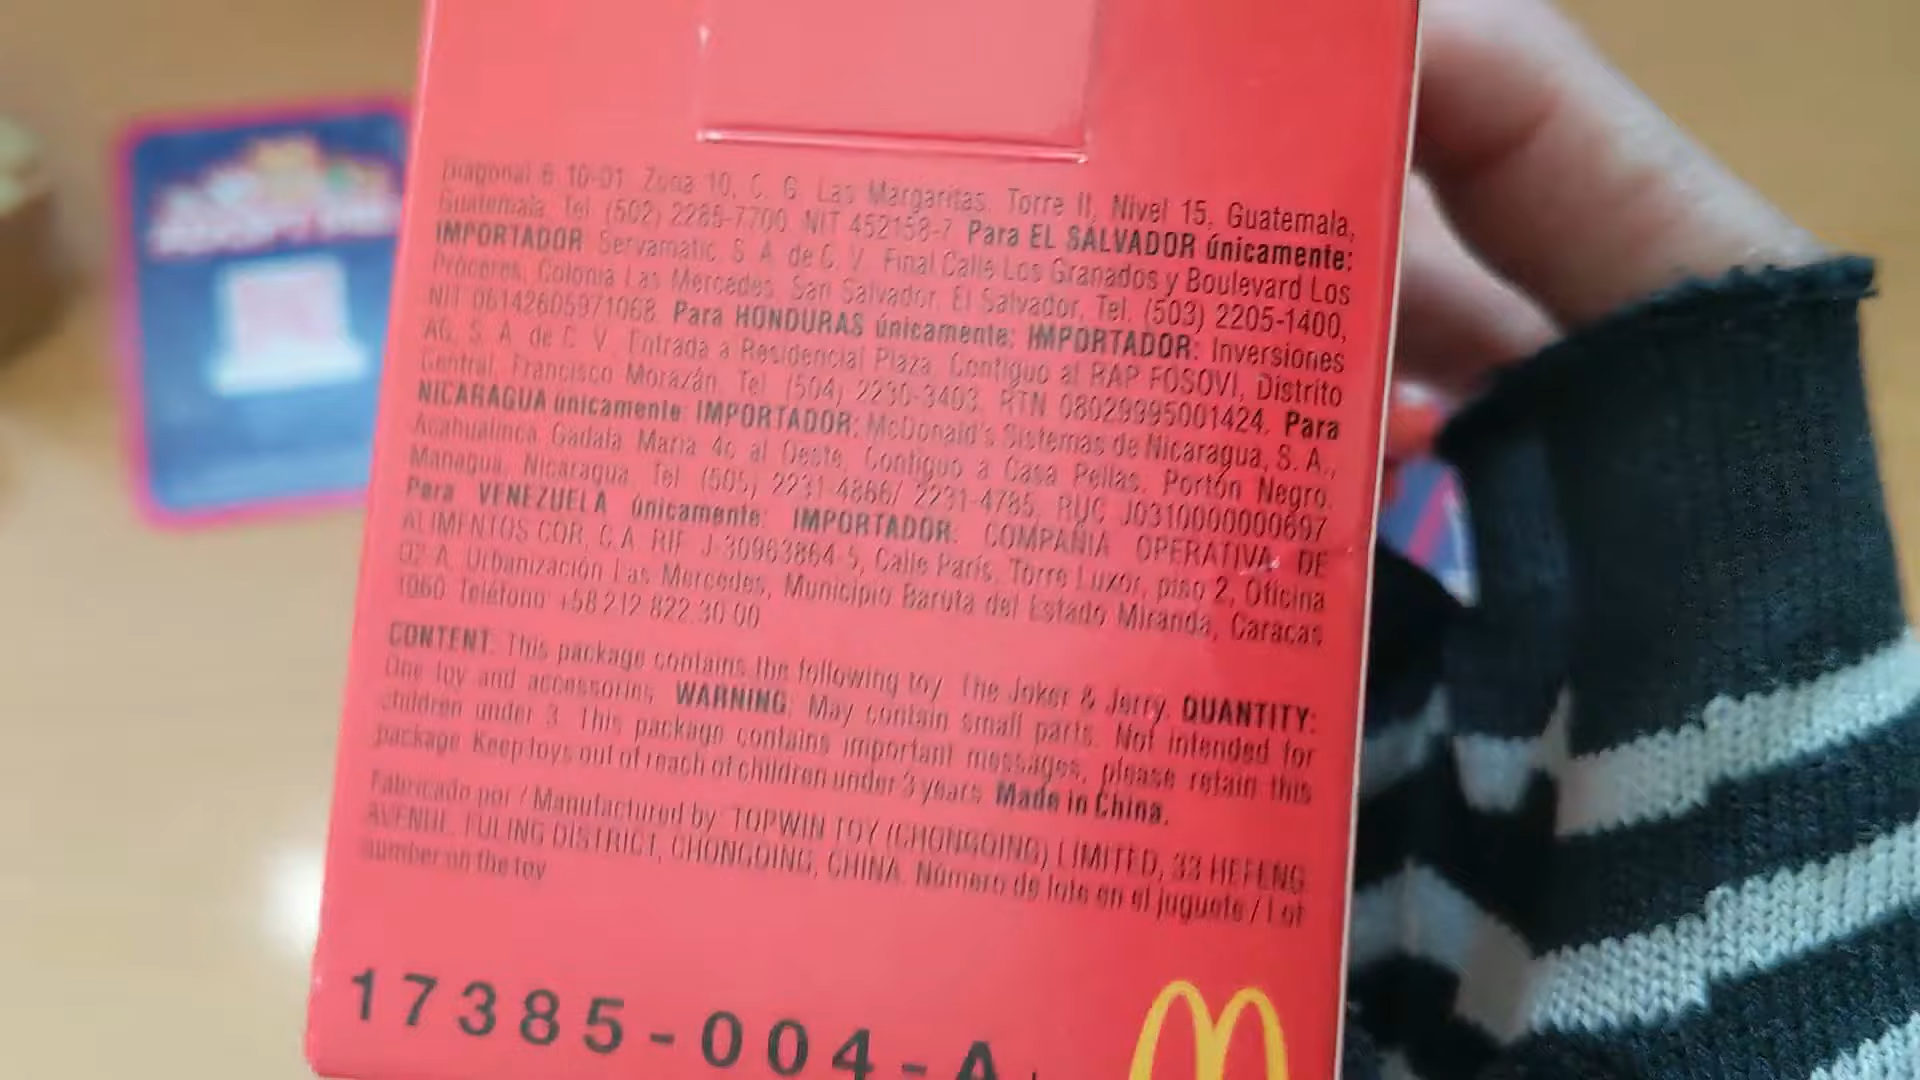 Diagonal 6 10-01. Zona 10, C. G. Las Margaritas. Torre II, Nivel 15, Guatemala,
Guatemala. Tel. (502) 2285-7700. NIT 452158-7 Para EL SALVADOR únicamente:
IMPORTADOR Servamatic S. A. de C. V. Final Calle Los Granados y Boulevard Los
Próceres, Colonia Las Mercedes, San Salvador, El Salvador, Tel. (503) 2205-1400,
NIT 06142605971068. Para HONDURAS únicamente: IMPORTADOR: Inversiones
AG, S. A. de C. V. Entrada a Residencial Plaza. Contiguo al RAP FOSOVI, Distrito
Central, Francisco Morazán, Tel. (504) 2230-3403, RTN 08029995001424. Para
NICARAGUA únicamente: IMPORTADOR: McDonald's Sistemas de Nicaragua, S. A.,
Acahualinca. Gadala María 4c al Oeste, Contiguo a Casa Pellas, Portón Negro,
Managua, Nicaragua. Tel (505) 2231-4866/ 2231-4785, RUC J0310000000697
Para VENEZUELA únicamente: IMPORTADOR: COMPAÑIA OPERATIVA DE
ALIMENTOS COR, C.A. RIF J-30963864-5, Calle París, Torre Luxor, piso 2, Oficina
02 A. Urbanización Las Mercedes, Municipio Baruta del Estado Miranda, Caracas
1060. Teléfono: +58 212 822.30 00
CONTENT: This package contains the following toy The Joker & Jerry. QUANTITY:
One toy and accessories. WARNING: May contain small parts. Not intended for
children under 3. This package contains important messages, please retain this
package. Keep toys out of reach of children under 3 years. Made in China.
Fabricado por / Manufactured by: TOPWIN TOY (CHONGQING) LIMITED, 33 HEFENG
AVENUE, FULING DISTRICT, CHONGQING, CHINA. Número de lote en el juguete / Lot
number on the toy
17385-004-A